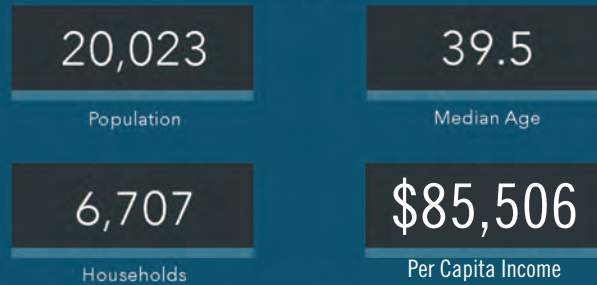 20,023
39.5
Population
Median Age
6,707
$85,506
Households
Per Capita Income